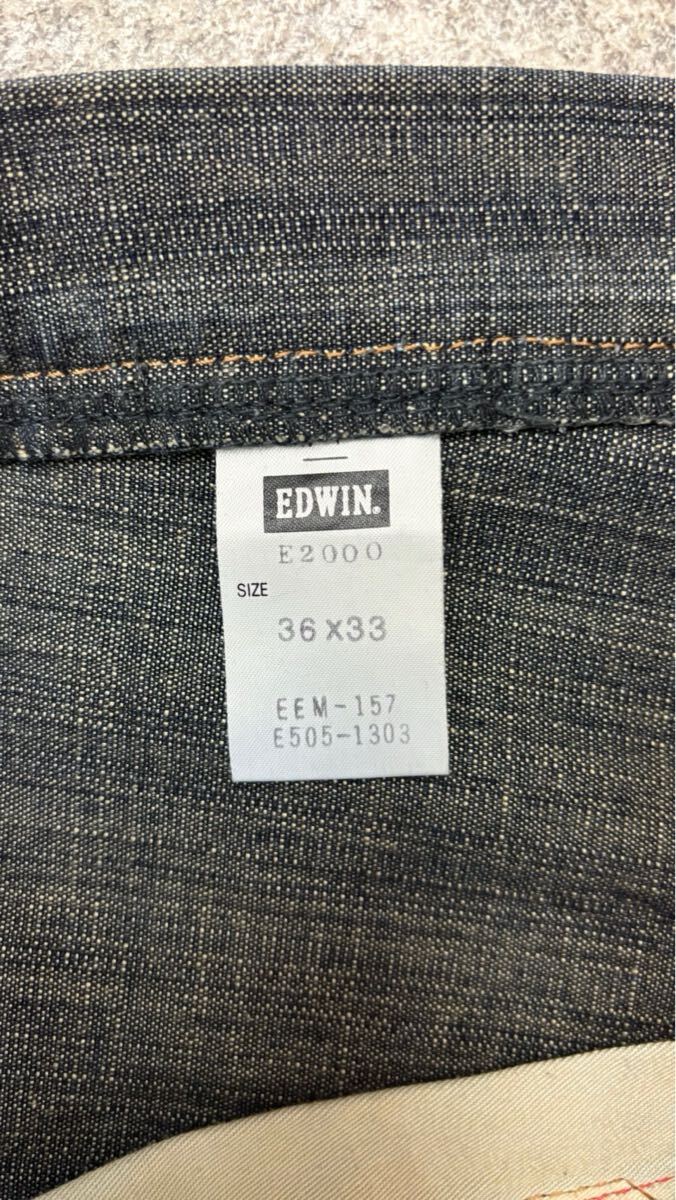 EDWIN.
E2000
SIZE
36 X33
EEM-157
E505-1303